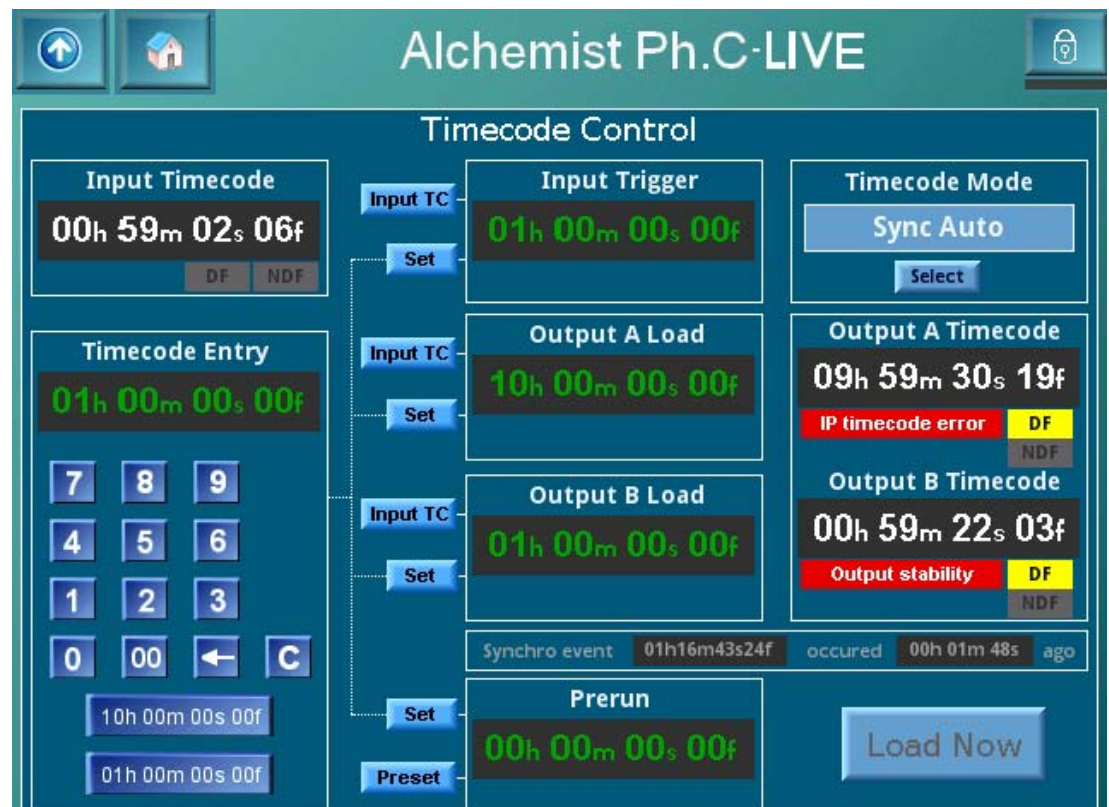 Alchemist Ph.C-LIVE
Timecode Control
Input Timecode
00h 59m 02s 06f
DF NDF
Timecode Entry
01h 00m 00s 00f
7 8 9
4 5 6
1 2 3
0 00 ← C
10h 00m 00s 00f
01h 00m 00s 00f
Input TC
Set
Input Trigger
01h 00m 00s 00f
Input TC
Set
Output A Load
10h 00m 00s 00f
Input TC
Set
Output B Load
01h 00m 00s 00f
Timecode Mode
Sync Auto
Select
Output A Timecode
09h 59m 30s 19f
IP timecode error DF
NDF
Output B Timecode
00h 59m 22s 03f
Output stability DF
NDF
Synchro event 01h16m43s24f occured 00h 01m 48s ago
Set
Preset
Prerun
00h 00m 00s 00f
Load Now